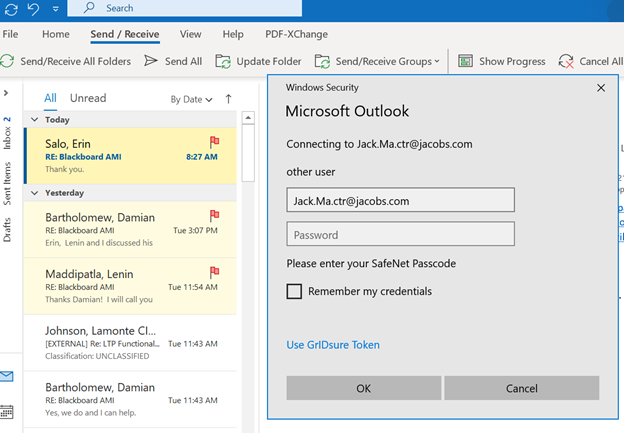 Search
File Home Send / Receive View Help PDF-XChange
Send/Receive All Folders Send All Update Folder Send/Receive Groups Show Progress Cancel All
All Unread By Date
Inbox 2
Sent Items
Drafts
Today
Salo, Erin
RE: Blackboard AMI 8:27 AM
Thank you.
Yesterday
Bartholomew, Damian
RE: Blackboard AMI Tue 3:07 PM
Erin, Lenin and I discussed his
Maddipatla, Lenin
RE: Blackboard AMI Tue 11:54 AM
Thanks Damian! I will call you
Johnson, Lamonte CI...
[EXTERNAL] Re: LTP Functional... Tue 11:43 AM
Classification: UNCLASSIFIED
Bartholomew, Damian
RE: Blackboard AMI Tue 11:43 AM
Yes, we do and I can help.
Windows Security
Microsoft Outlook
Connecting to Jack.Ma.ctr@jacobs.com
other user
Jack.Ma.ctr@jacobs.com
Password
Please enter your SafeNet Passcode
Remember my credentials
Use GrIDsure Token
OK Cancel